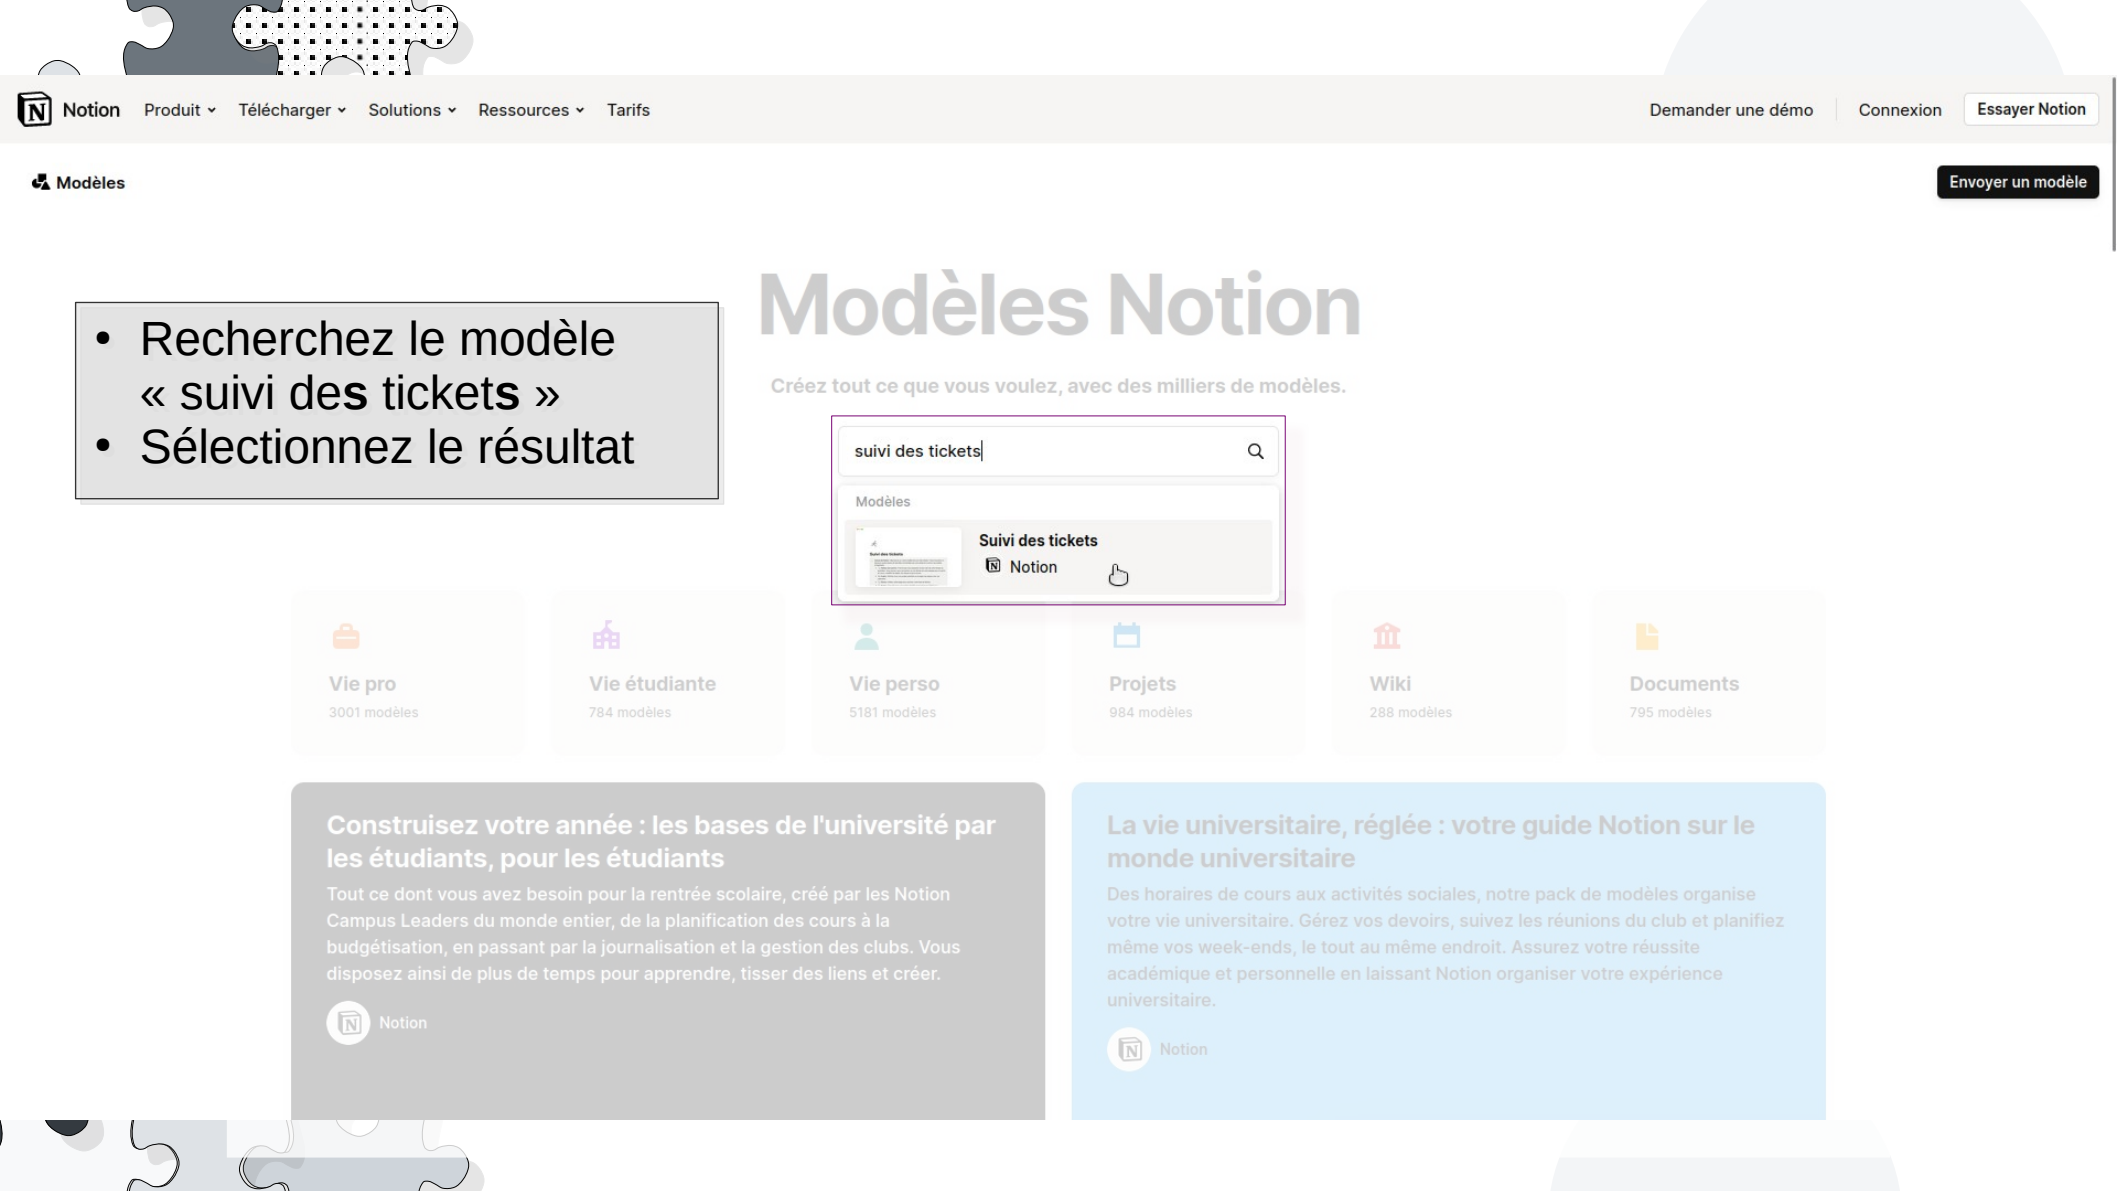 Notion Produit Télécharger Solutions Ressources Tarifs Demander une démo Connexion Essayer Notion
Modèles Envoyer un modèle
Modèles Notion
• Recherchez le modèle
« suivi des tickets »
• Sélectionnez le résultat
Créez tout ce que vous voulez, avec des milliers de modèles.
suivi des tickets
Modèles
Suivi des tickets
Notion
Vie pro
3001 modèles
Vie étudiante
784 modèles
Vie perso
5181 modèles
Projets
984 modèles
Wiki
288 modèles
Documents
795 modèles
Construisez votre année : les bases de l'université par
les étudiants, pour les étudiants
Tout ce dont vous avez besoin pour la rentrée scolaire, créé par les Notion
Campus Leaders du monde entier, de la planification des cours à la
budgétisation, en passant par la journalisation et la gestion des clubs. Vous
disposez ainsi de plus de temps pour apprendre, tisser des liens et créer.
Notion
La vie universitaire, réglée : votre guide Notion sur le
monde universitaire
Des horaires de cours aux activités sociales, notre pack de modèles organise
votre vie universitaire. Gérez vos devoirs, suivez les réunions du club et planifiez
même vos week-ends, le tout au même endroit. Assurez votre réussite
académique et personnelle en laissant Notion organiser votre expérience
universitaire.
Notion